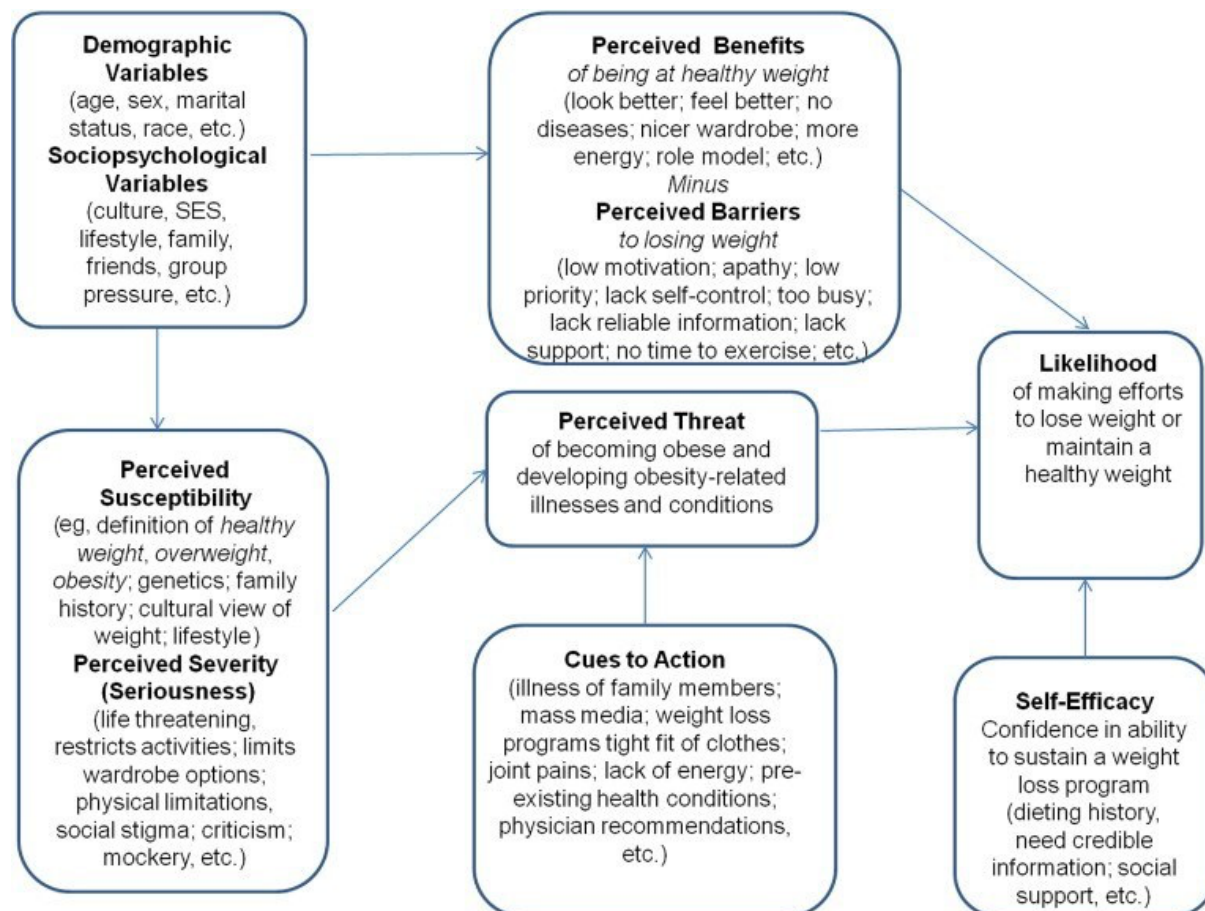 Demographic
Variables
(age, sex, marital
status, race, etc.)
Sociopsychological
Variables
(culture, SES,
lifestyle, family,
friends, group
pressure, etc.)
Perceived Benefits
of being at healthy weight
(look better; feel better; no
diseases; nicer wardrobe; more
energy; role model; etc.)
Minus
Perceived Barriers
to losing weight
(low motivation; apathy; low
priority; lack self-control; too busy;
lack reliable information; lack
support; no time to exercise; etc.)
Likelihood
of making efforts
to lose weight or
maintain a
healthy weight
Perceived Threat
of becoming obese and
developing obesity-related
illnesses and conditions
Perceived
Susceptibility
(eg, definition of healthy
weight, overweight,
obesity; genetics; family
history; cultural view of
weight; lifestyle)
Perceived Severity
(Seriousness)
(life threatening,
restricts activities; limits
wardrobe options;
physical limitations,
social stigma; criticism;
mockery, etc.)
Cues to Action
(illness of family members;
mass media; weight loss
programs tight fit of clothes;
joint pains; lack of energy; pre-
existing health conditions;
physician recommendations,
etc.)
Self-Efficacy
Confidence in ability
to sustain a weight
loss program
(dieting history,
need credible
information; social
support, etc.)